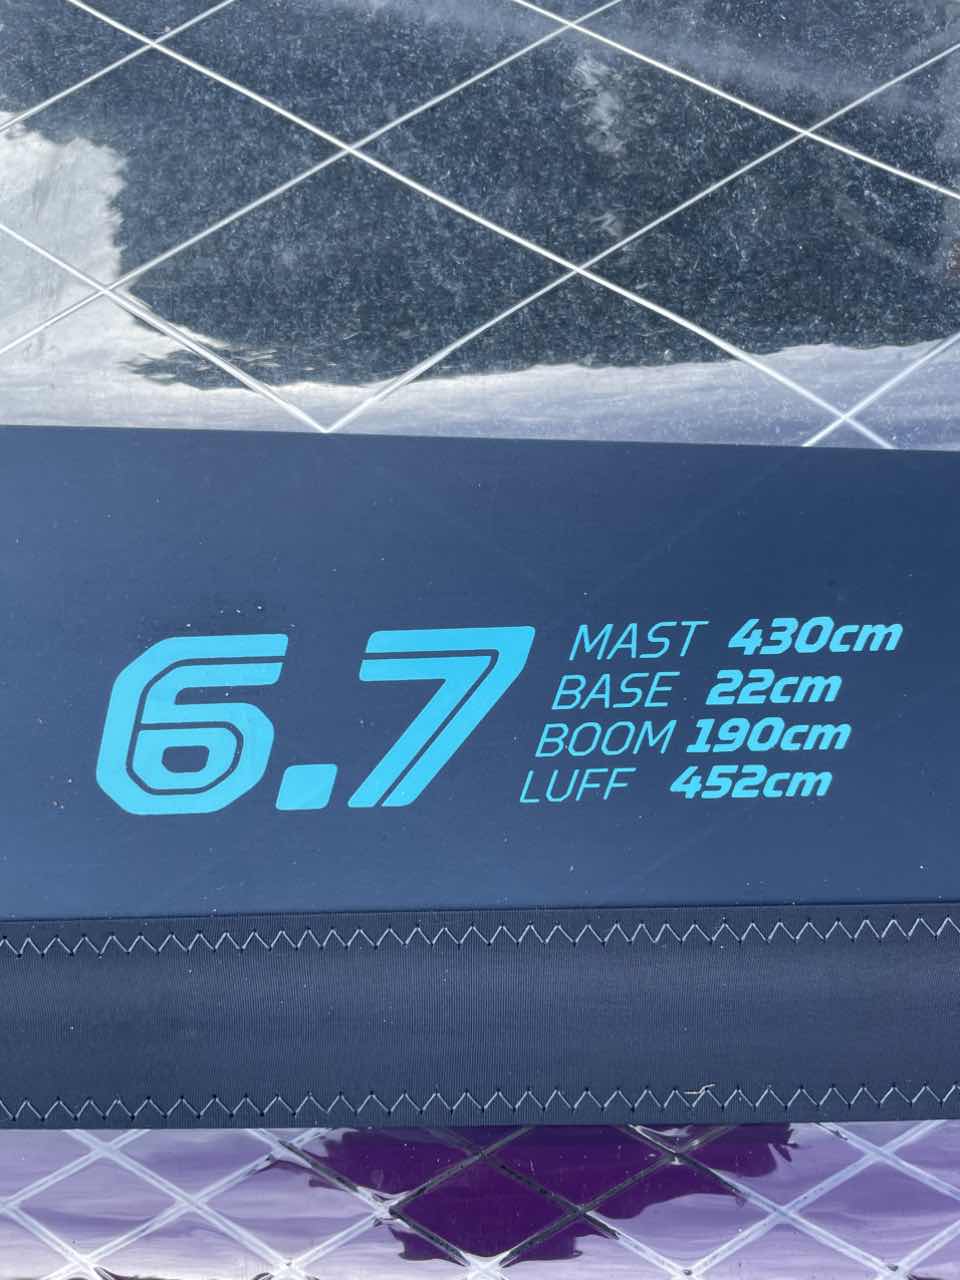 6.7
MAST 430cm
BASE 22cm
BOOM 190cm
LUFF 452cm